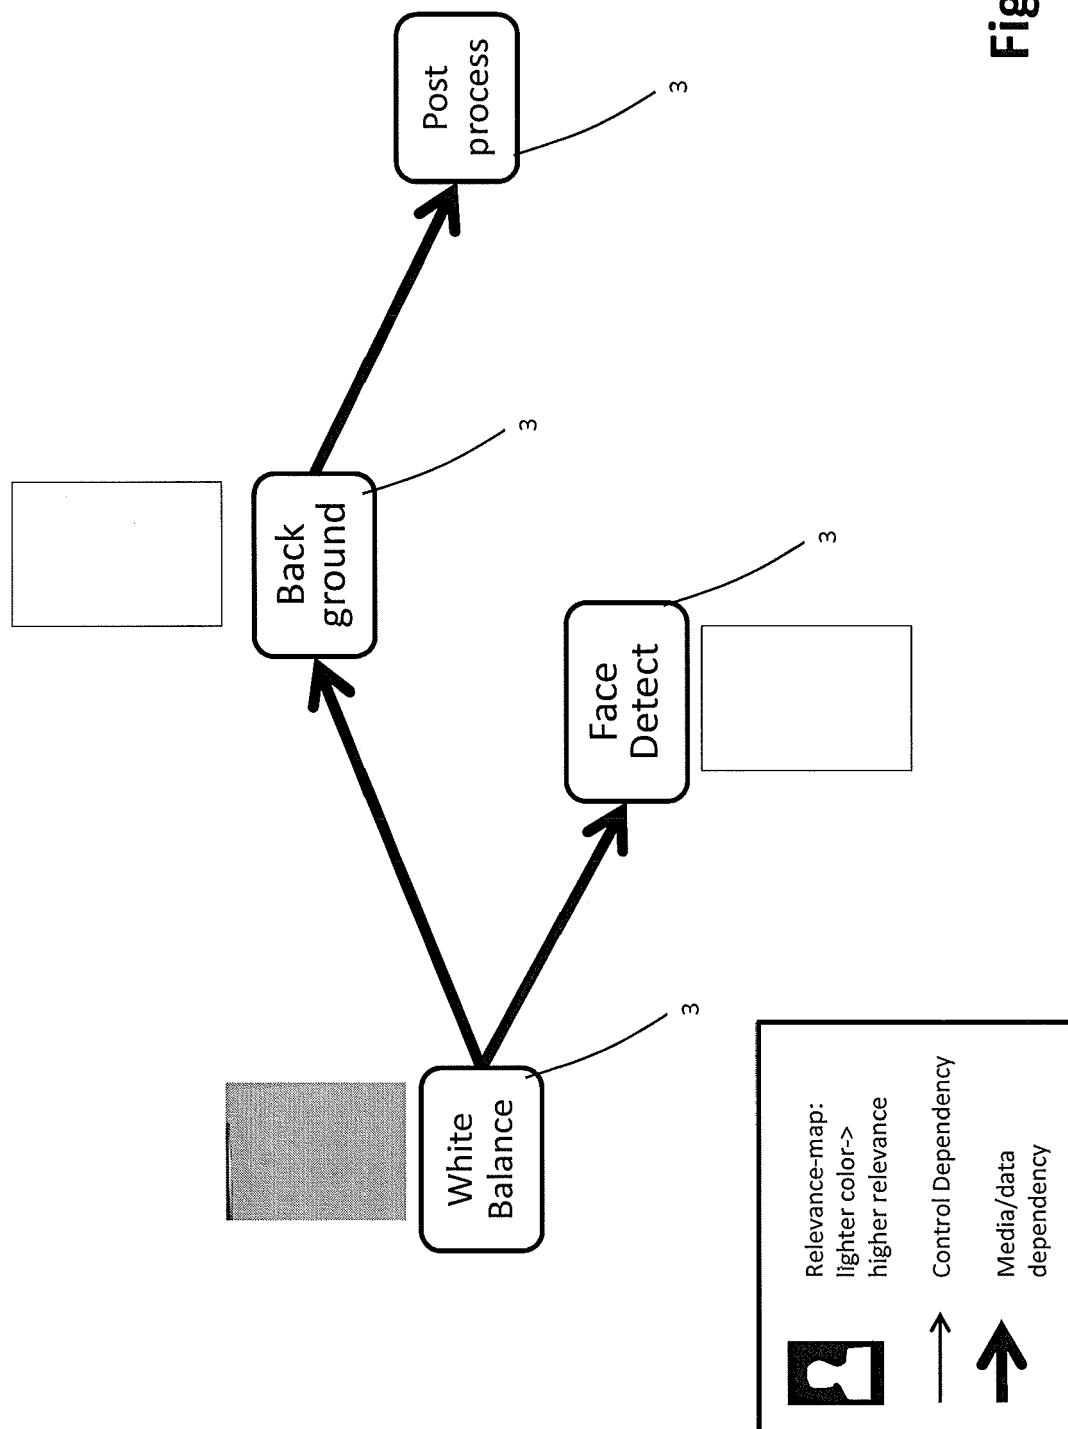 White
Balance
3
Back
ground
3
Face
Detect
3
Post
process
3
Relevance-map:
lighter color->
higher relevance
Control Dependency
Media/data
dependency
Fig